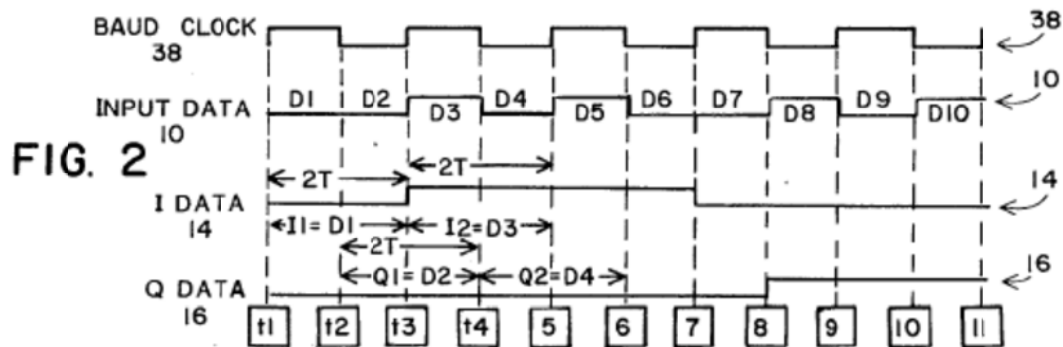 BAUD CLOCK
38
38
INPUT DATA
10
D1 D2 D3 D4 D5 D6 D7 D8 D9 D10
10
FIG. 2
2T 2T
I DATA
14
14
I1=D1 I2=D3
2T
Q1=D2 Q2=D4
Q DATA
16
16
t1 t2 t3 t4 5 6 7 8 9 10 11